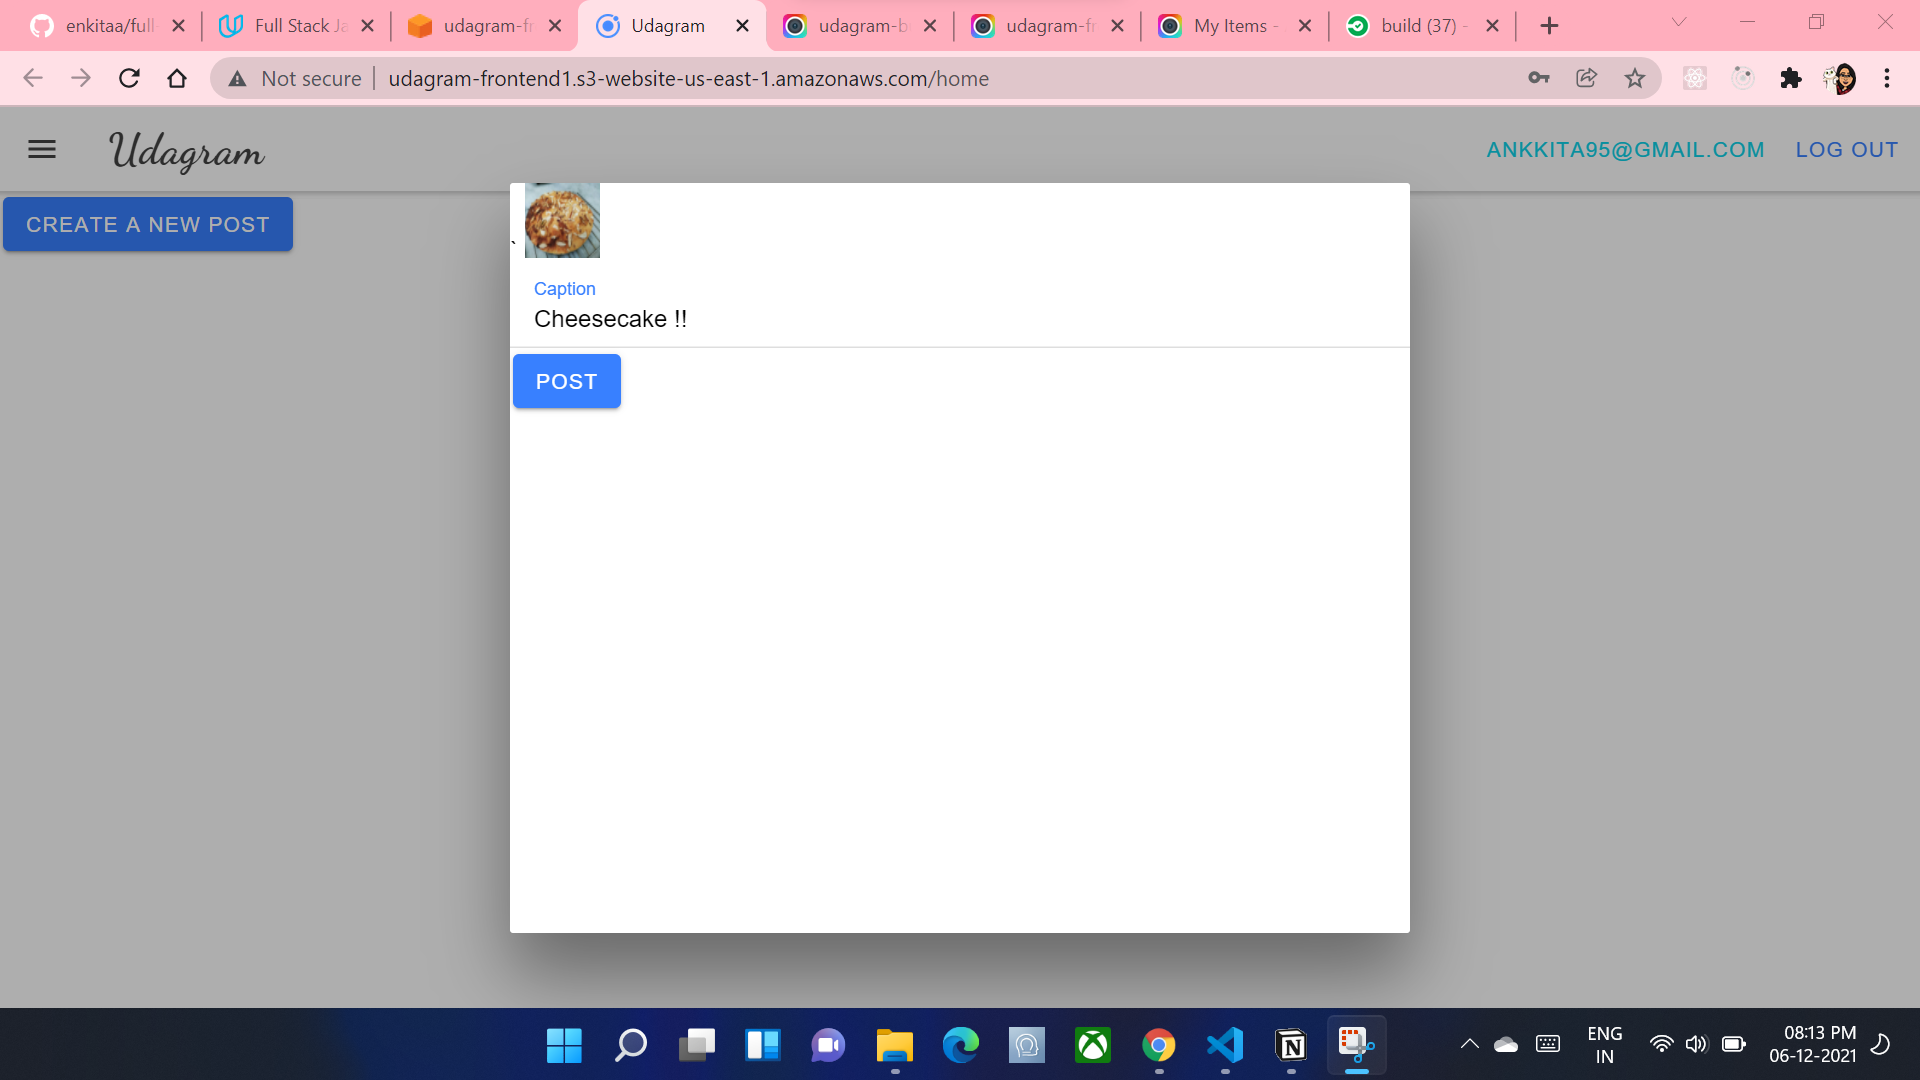 enkitaa/full
Full Stack Ja
udagram-fr
Udagram
udagram-b
udagram-fr
My Items -
build (37) -
Not secure
udagram-frontend1.s3-website-us-east-1.amazonaws.com/home
Udagram
ANKKITA95@GMAIL.COM
LOG OUT
CREATE A NEW POST
`
Caption
Cheesecake !!
POST
ENG
IN
08:13 PM
06-12-2021